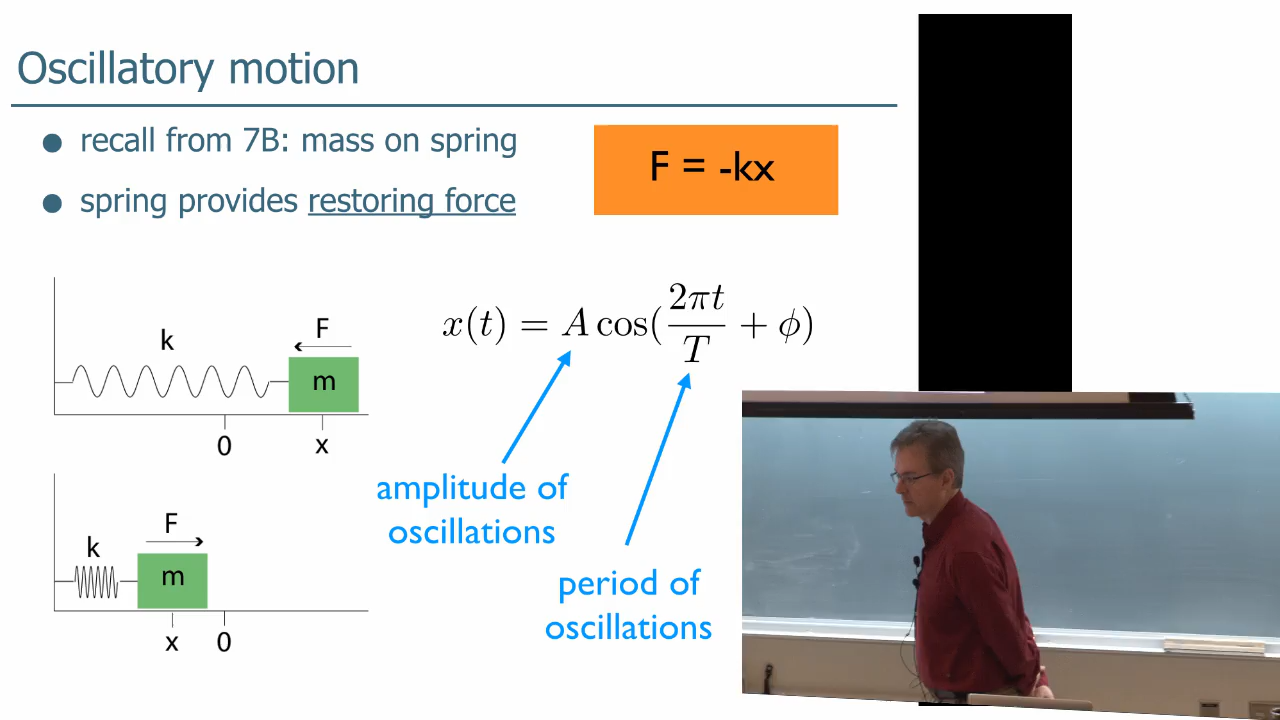 Oscillatory motion
● recall from 7B: mass on spring
● spring provides restoring force
F = -kx
x(t) = A cos(2πt/T + φ)
k
F
m
0
x
amplitude of
oscillations
period of
oscillations
k
F
m
x
0